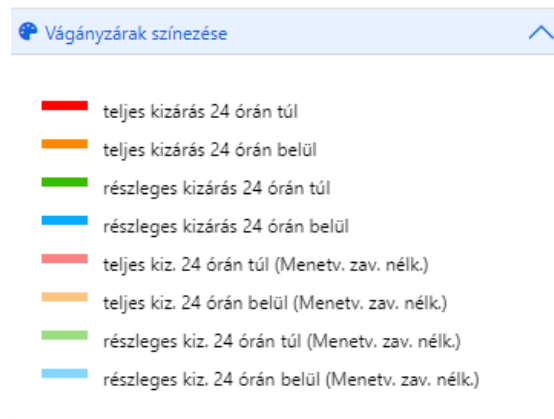 Vágányzárak színezése
teljes kizárás 24 órán túl
teljes kizárás 24 órán belül
részleges kizárás 24 órán túl
részleges kizárás 24 órán belül
teljes kiz. 24 órán túl (Menetv. zav. nélk.)
teljes kiz. 24 órán belül (Menetv. zav. nélk.)
részleges kiz. 24 órán túl (Menetv. zav. nélk.)
részleges kiz. 24 órán belül (Menetv. zav. nélk.)